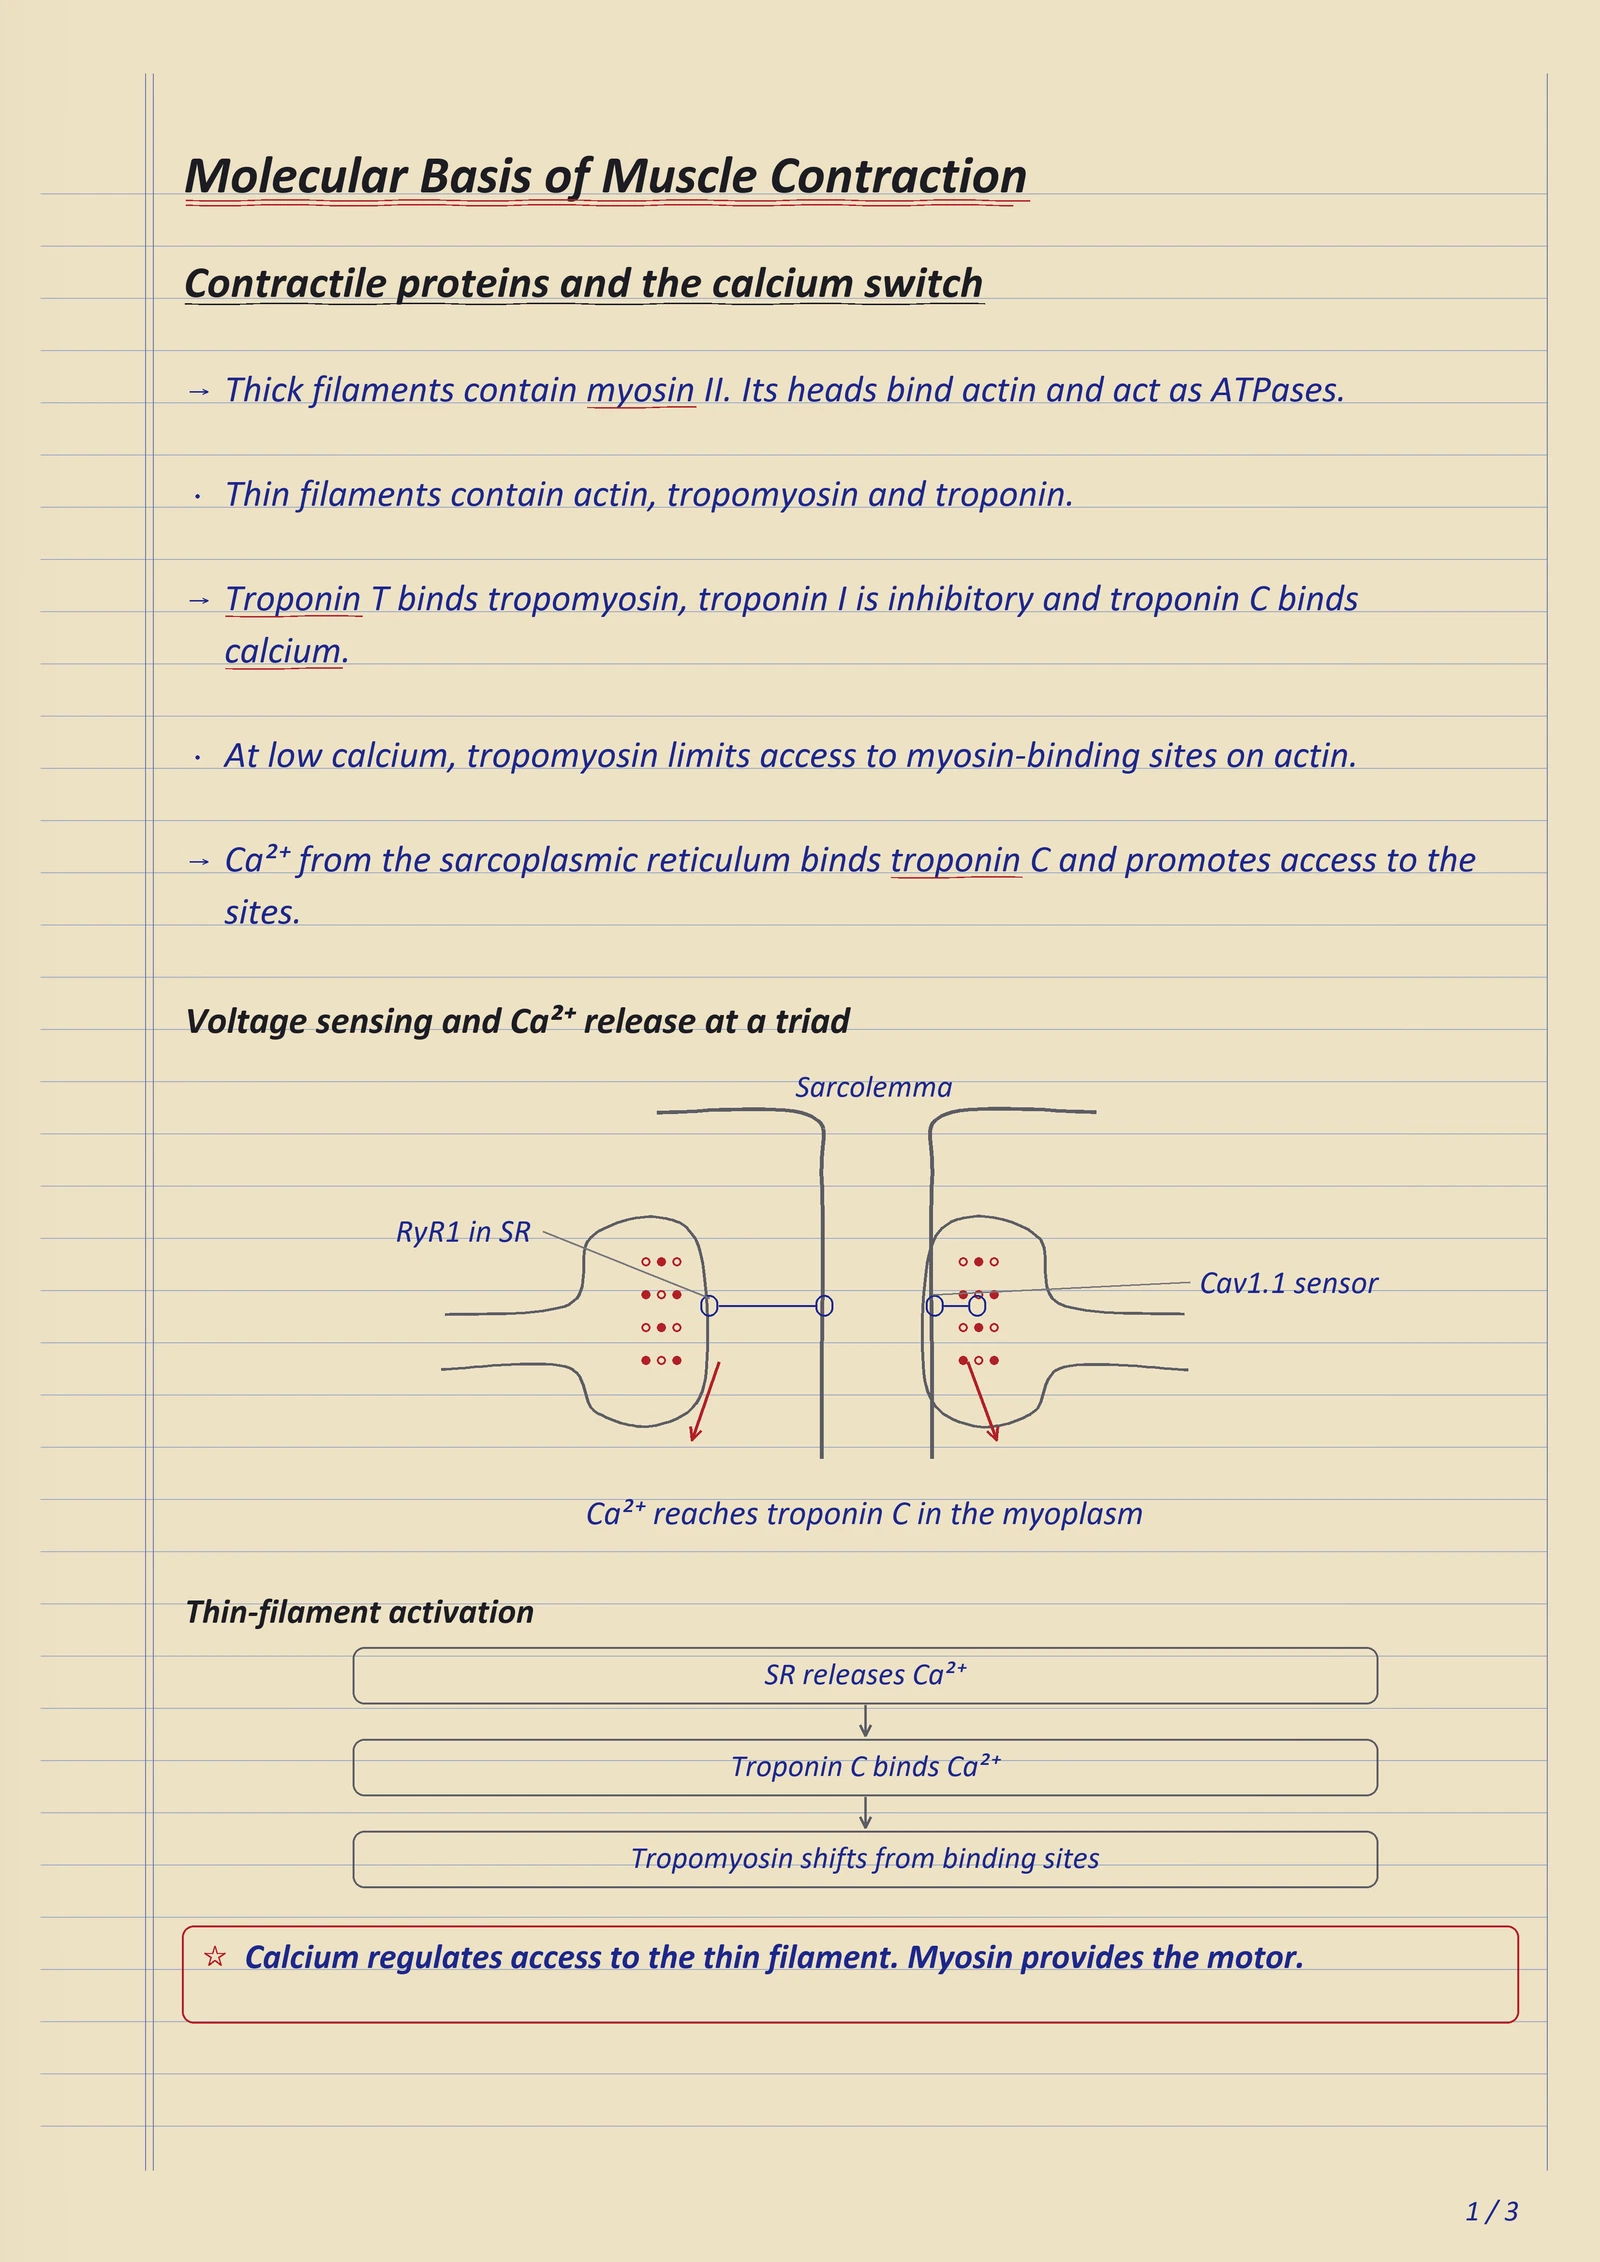 Molecular Basis of Muscle Contraction
Contractile proteins and the calcium switch
→ Thick filaments contain myosin II. Its heads bind actin and act as ATPases.
· Thin filaments contain actin, tropomyosin and troponin.
→ Troponin T binds tropomyosin, troponin I is inhibitory and troponin C binds
calcium.
· At low calcium, tropomyosin limits access to myosin-binding sites on actin.
→ Ca²⁺ from the sarcoplasmic reticulum binds troponin C and promotes access to the
sites.
Voltage sensing and Ca²⁺ release at a triad
Sarcolemma
RyR1 in SR
Cav1.1 sensor
Ca²⁺ reaches troponin C in the myoplasm
Thin-filament activation
SR releases Ca²⁺
Troponin C binds Ca²⁺
Tropomyosin shifts from binding sites
☆ Calcium regulates access to the thin filament. Myosin provides the motor.
1 / 3